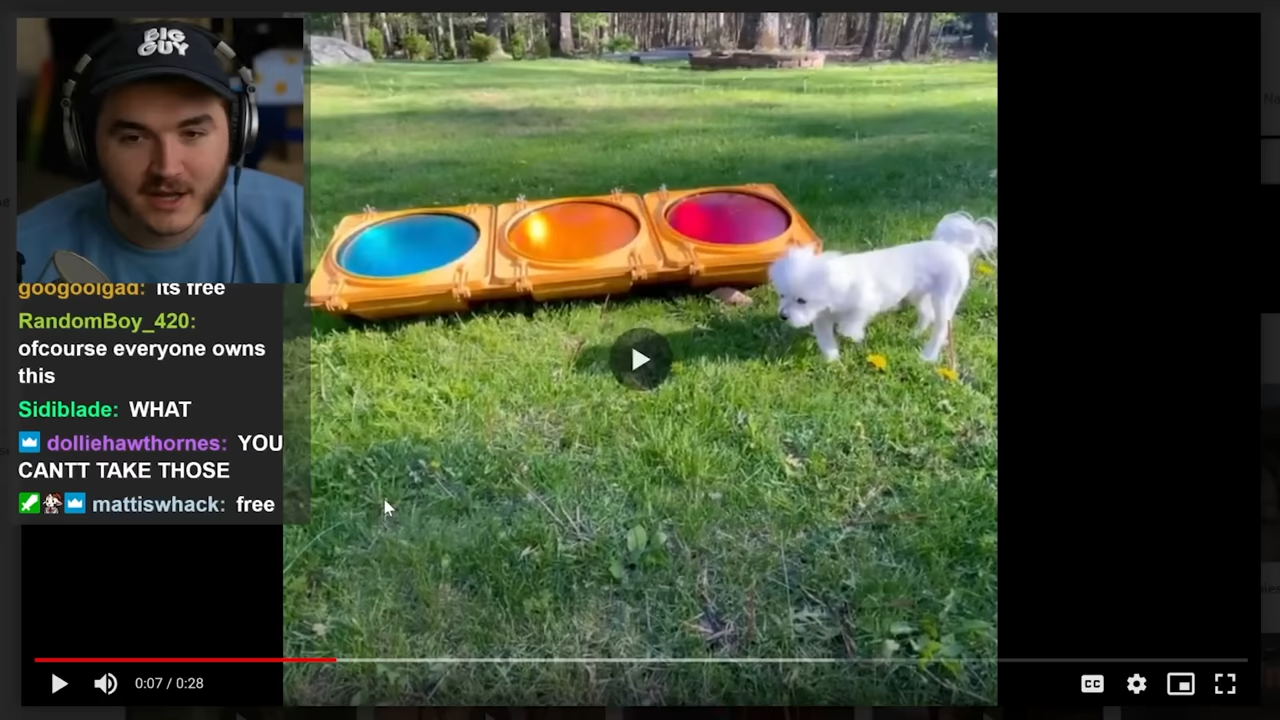 BIG
GUY
googoolgad: its free
RandomBoy_420:
ofcourse everyone owns
this
Sidiblade: WHAT
dolliehawthornes: YOU
CANTT TAKE THOSE
mattiswhack: free
0:07 / 0:28
CC